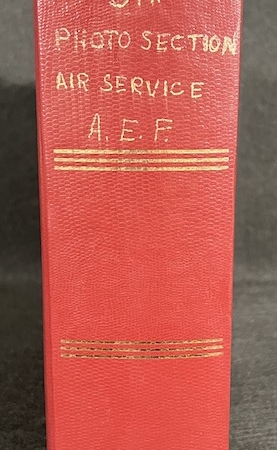 PHOTO SECTION
AIR SERVICE
A. E. F.